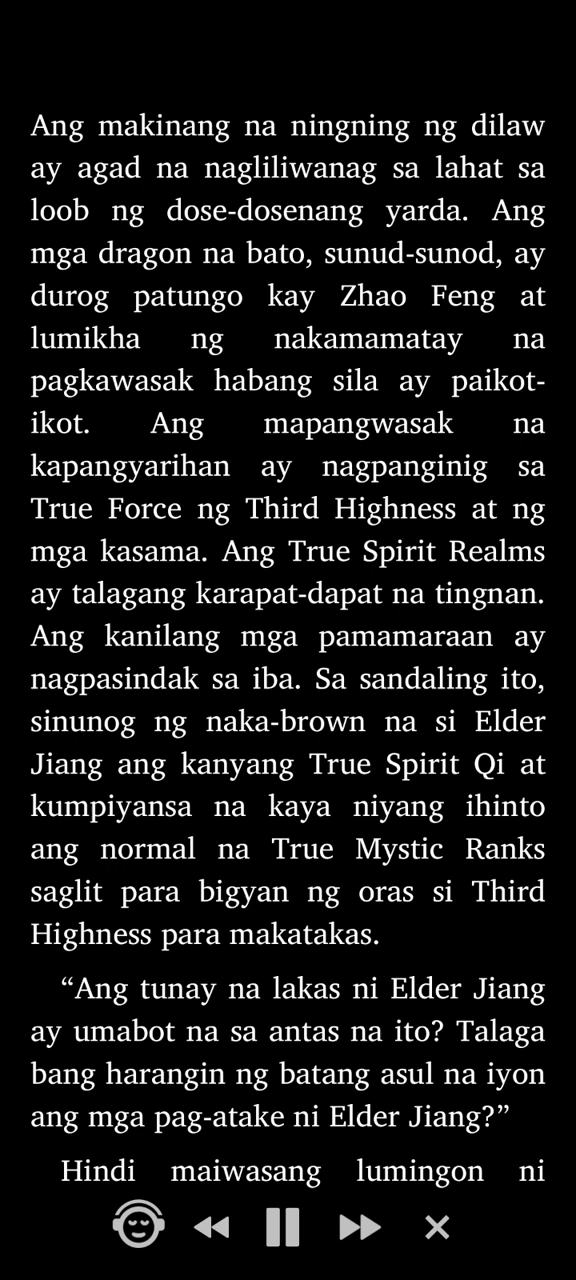 Ang makinang na ningning ng dilaw
ay agad na nagliliwanag sa lahat sa
loob ng dose-dosenang yarda. Ang
mga dragon na bato, sunud-sunod, ay
durog patungo kay Zhao Feng at
lumikha ng nakamamatay na
pagkawasak habang sila ay paikot-
ikot. Ang mapangwasak na
kapangyarihan ay nagpanginig sa
True Force ng Third Highness at ng
mga kasama. Ang True Spirit Realms
ay talagang karapat-dapat na tingnan.
Ang kanilang mga pamamaraan ay
nagpasindak sa iba. Sa sandaling ito,
sinunog ng naka-brown na si Elder
Jiang ang kanyang True Spirit Qi at
kumpiyansa na kaya niyang ihinto
ang normal na True Mystic Ranks
saglit para bigyan ng oras si Third
Highness para makatakas.
“Ang tunay na lakas ni Elder Jiang
ay umabot na sa antas na ito? Talaga
bang harangin ng batang asul na iyon
ang mga pag-atake ni Elder Jiang?”
Hindi maiwasang lumingon ni